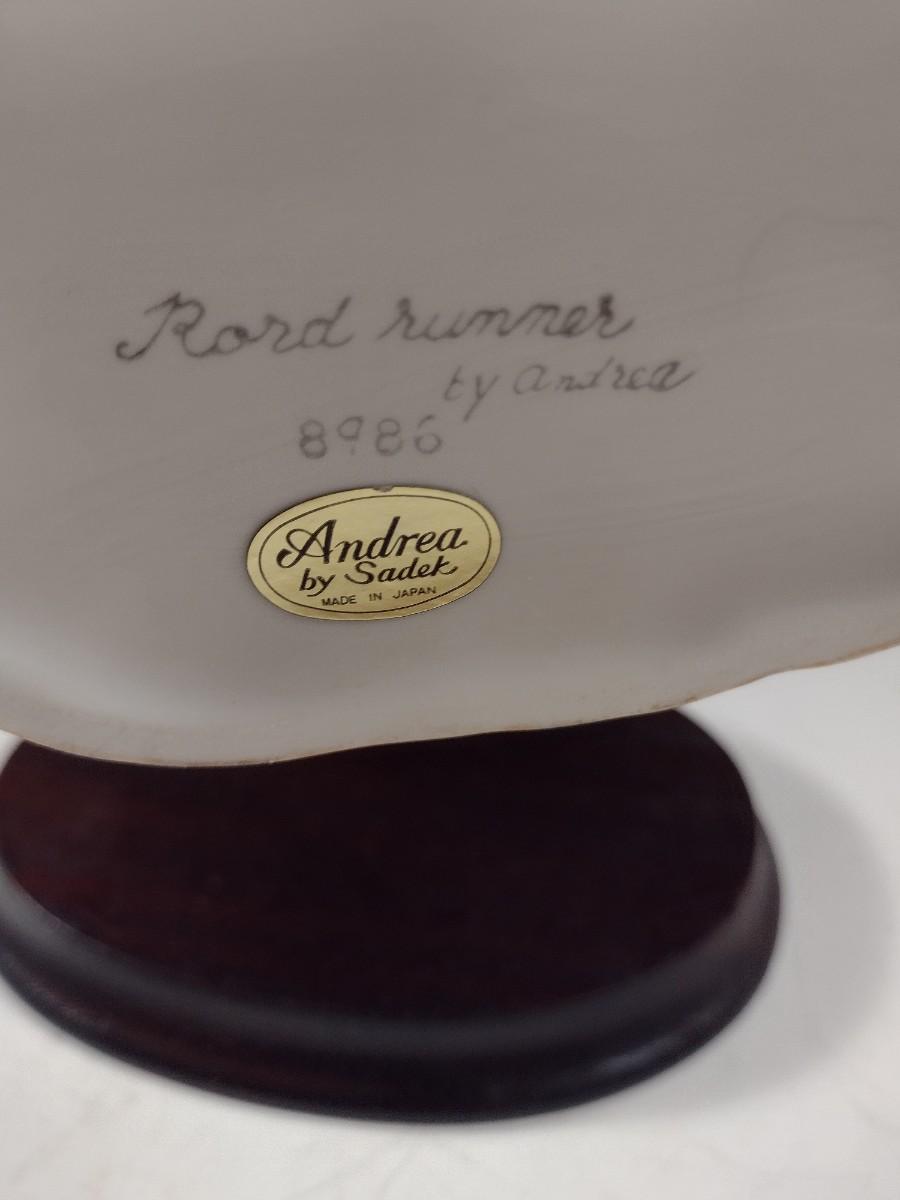 Rord runner
by Andrea
8986
Andrea
by Sadek
MADE IN JAPAN